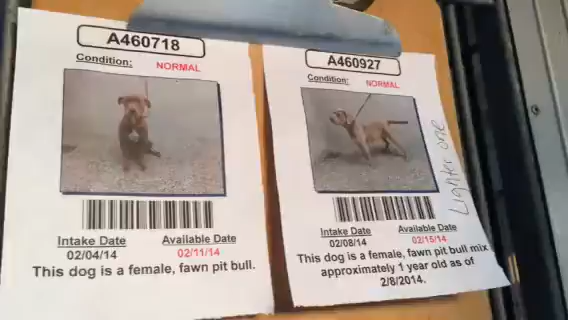 A460718
Condition: NORMAL
Intake Date Available Date
02/04/14 02/11/14
This dog is a female, fawn pit bull.
A460927
Condition: NORMAL
Lighter one
Intake Date Available Date
02/08/14 02/15/14
This dog is a female, fawn pit bull mix
approximately 1 year old as of
2/8/2014.